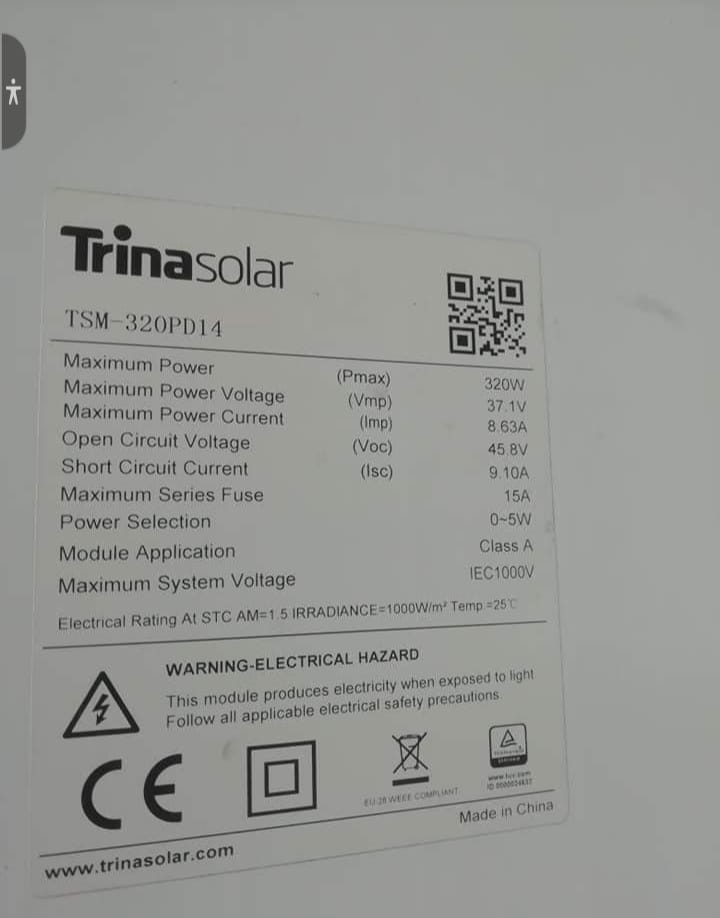 Trinasolar
TSM-320PD14
Maximum Power (Pmax) 320W
Maximum Power Voltage (Vmp) 37.1V
Maximum Power Current (Imp) 8.63A
Open Circuit Voltage (Voc) 45.8V
Short Circuit Current (Isc) 9.10A
Maximum Series Fuse 15A
Power Selection 0~5W
Module Application Class A
Maximum System Voltage IEC1000V
Electrical Rating At STC AM=1.5 IRRADIANCE=1000W/m² Temp.=25℃
WARNING-ELECTRICAL HAZARD
This module produces electricity when exposed to light
Follow all applicable electrical safety precautions.
CE
EU-28 WEEE COMPLIANT
Made in China
www.trinasolar.com